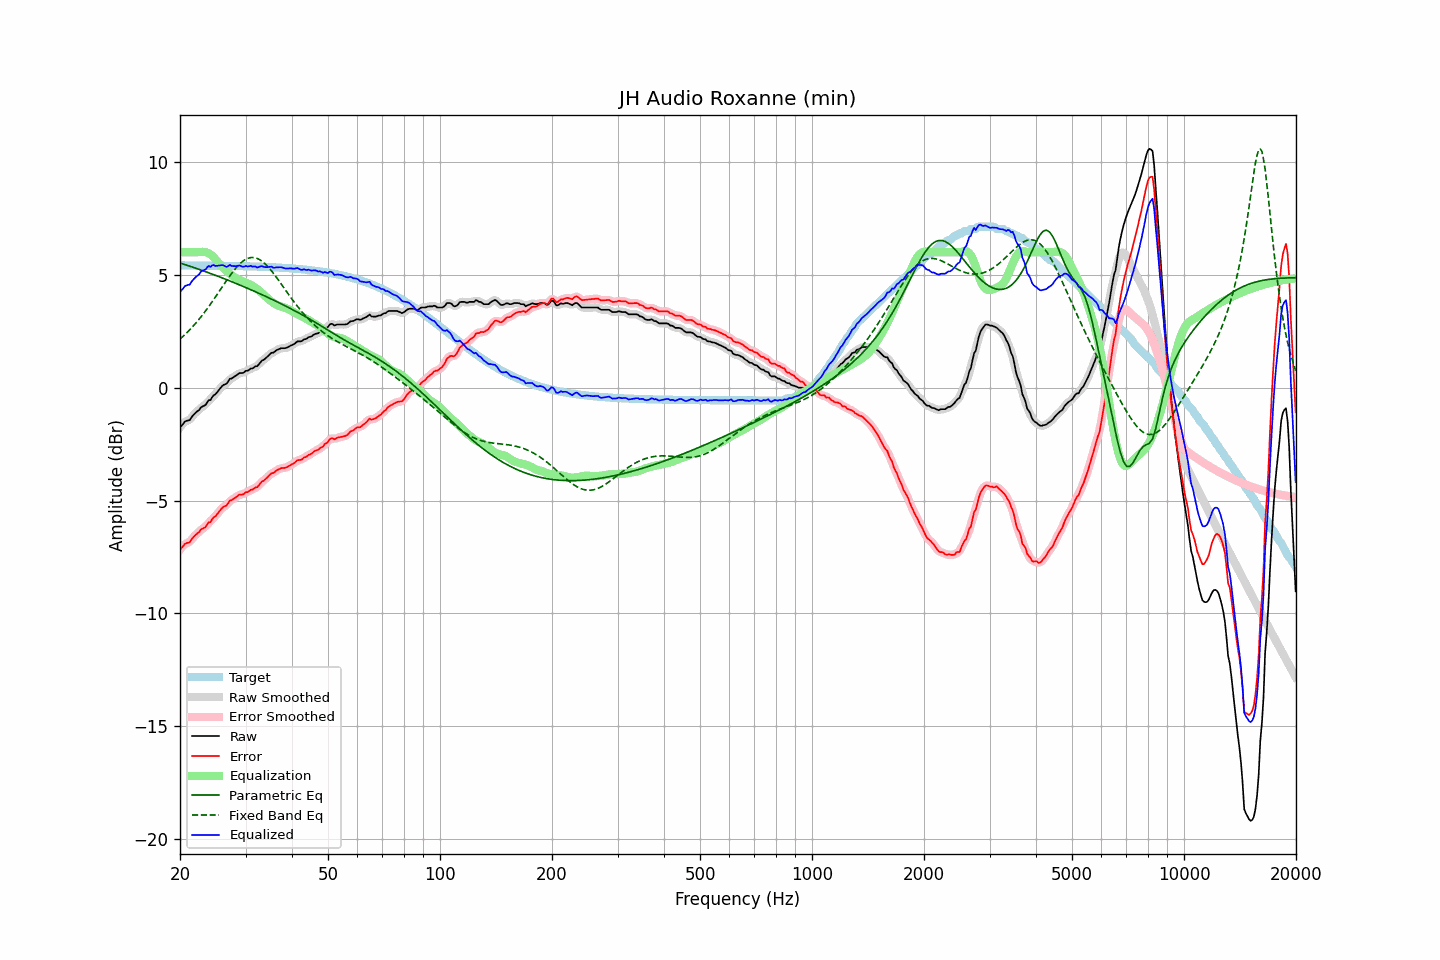 JH Audio Roxanne (min)
10
5
0
−5
−10
−15
−20
Amplitude (dBr)
Target
Raw Smoothed
Error Smoothed
Raw
Error
Equalization
Parametric Eq
Fixed Band Eq
Equalized
20 50 100 200 500 1000 2000 5000 10000 20000
Frequency (Hz)